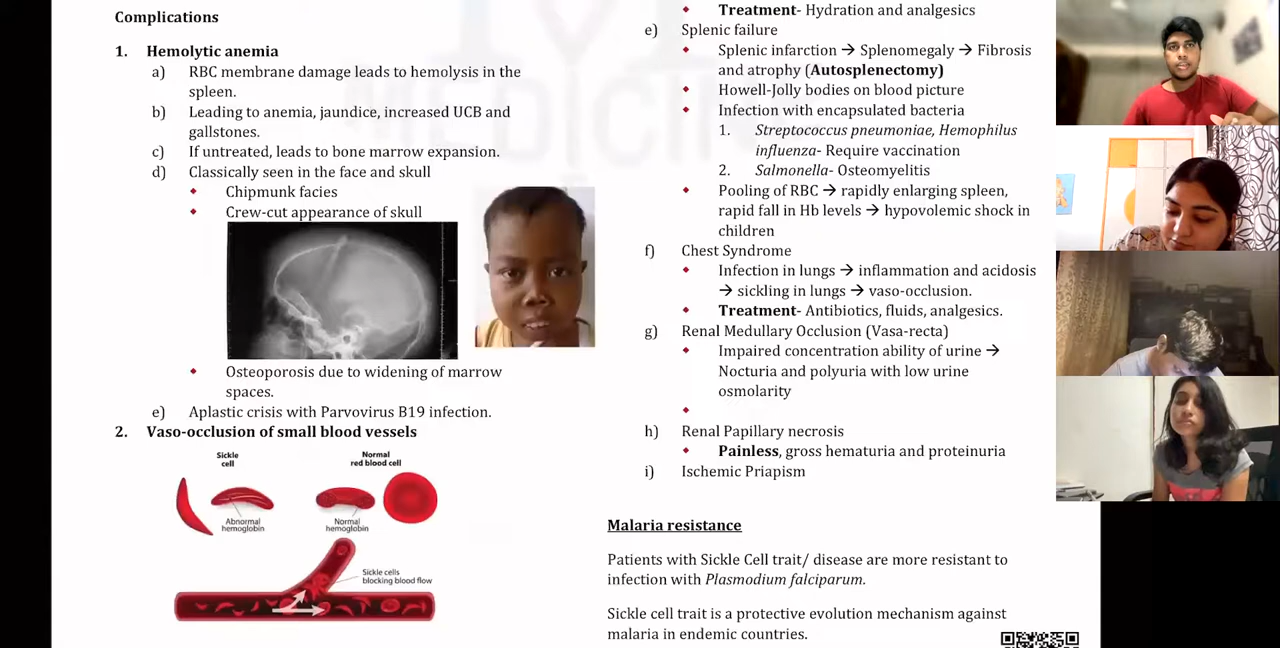 Complications
1. Hemolytic anemia
a) RBC membrane damage leads to hemolysis in the
spleen.
b) Leading to anemia, jaundice, increased UCB and
gallstones.
c) If untreated, leads to bone marrow expansion.
d) Classically seen in the face and skull
♦ Chipmunk facies
♦ Crew-cut appearance of skull
♦ Osteoporosis due to widening of marrow
spaces.
e) Aplastic crisis with Parvovirus B19 infection.
2. Vaso-occlusion of small blood vessels
Sickle
cell
Normal
red blood cell
Abnormal
hemoglobin
Normal
hemoglobin
Sickle cells
blocking blood flow
♦ Treatment- Hydration and analgesics
e) Splenic failure
♦ Splenic infarction → Splenomegaly → Fibrosis
and atrophy (Autosplenectomy)
♦ Howell-Jolly bodies on blood picture
♦ Infection with encapsulated bacteria
1. Streptococcus pneumoniae, Hemophilus
influenza- Require vaccination
2. Salmonella- Osteomyelitis
♦ Pooling of RBC → rapidly enlarging spleen,
rapid fall in Hb levels → hypovolemic shock in
children
f) Chest Syndrome
♦ Infection in lungs → inflammation and acidosis
→ sickling in lungs → vaso-occlusion.
♦ Treatment- Antibiotics, fluids, analgesics.
g) Renal Medullary Occlusion (Vasa-recta)
♦ Impaired concentration ability of urine →
Nocturia and polyuria with low urine
osmolarity
♦
h) Renal Papillary necrosis
♦ Painless, gross hematuria and proteinuria
i) Ischemic Priapism
Malaria resistance
Patients with Sickle Cell trait/ disease are more resistant to
infection with Plasmodium falciparum.
Sickle cell trait is a protective evolution mechanism against
malaria in endemic countries.